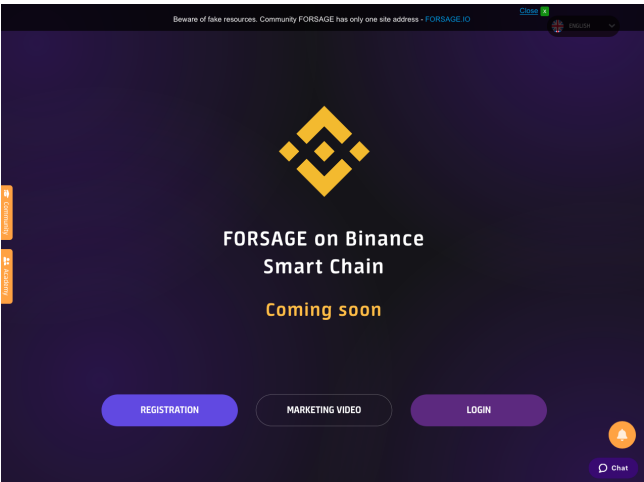 Close x
Beware of fake resources. Community FORSAGE has only one site address - FORSAGE.IO
ENGLISH
Community
Academy
FORSAGE on Binance
Smart Chain
Coming soon
REGISTRATION
MARKETING VIDEO
LOGIN
Chat